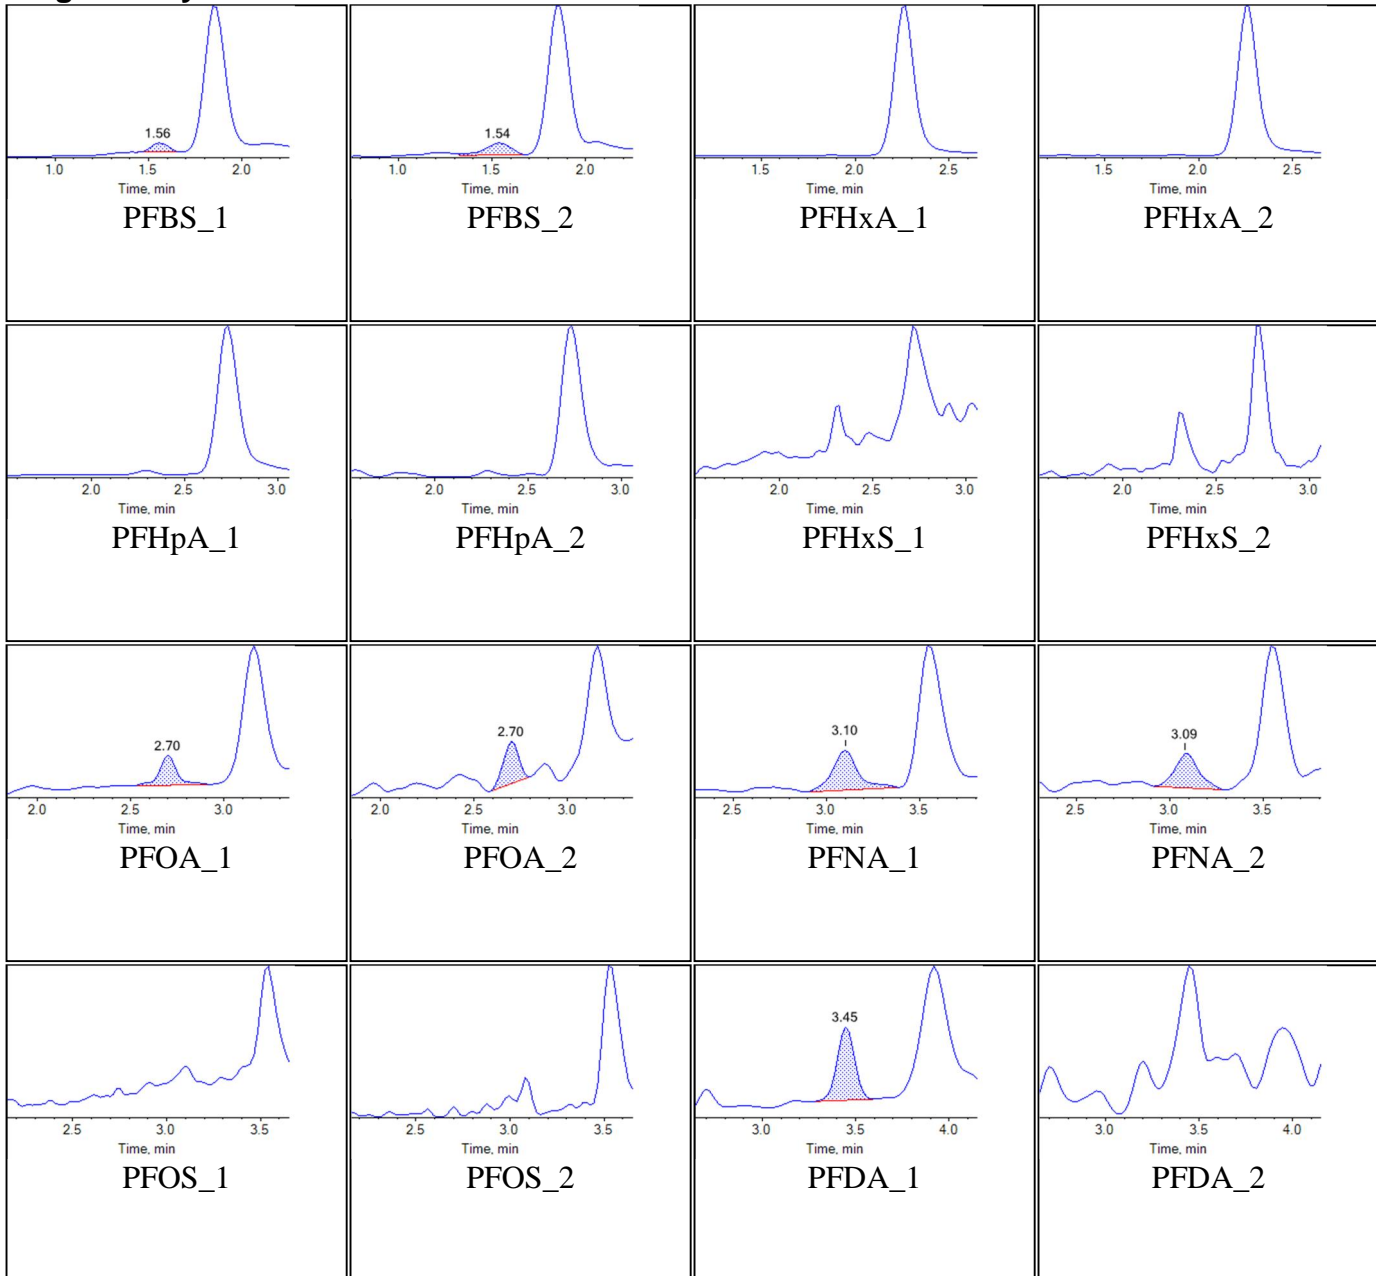 1.56 1.54
1.0 1.5 2.0 1.0 1.5 2.0 1.5 2.0 2.5 1.5 2.0 2.5
Time, min Time, min Time, min Time, min
PFBS_1 PFBS_2 PFHxA_1 PFHxA_2
2.0 2.5 3.0 2.0 2.5 3.0 2.0 2.5 3.0 2.0 2.5 3.0
Time, min Time, min Time, min Time, min
PFHpA_1 PFHpA_2 PFHxS_1 PFHxS_2
2.70 2.70 3.10 3.09
2.0 2.5 3.0 2.0 2.5 3.0 2.5 3.0 3.5 2.5 3.0 3.5
Time, min Time, min Time, min Time, min
PFOA_1 PFOA_2 PFNA_1 PFNA_2
3.45
2.5 3.0 3.5 2.5 3.0 3.5 3.0 3.5 4.0 3.0 3.5 4.0
Time, min Time, min Time, min Time, min
PFOS_1 PFOS_2 PFDA_1 PFDA_2